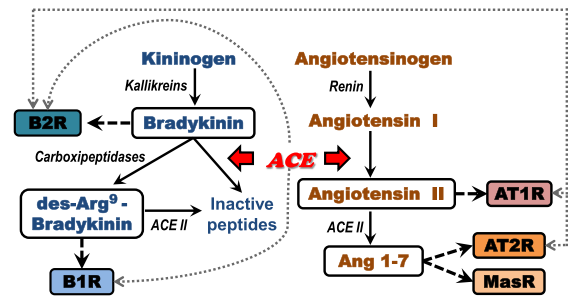 Kininogen
Angiotensinogen
Kallikreins
Renin
B2R
Bradykinin
Angiotensin I
Carboxipeptidases
ACE
des-Arg9-
Bradykinin
ACE II
Inactive
peptides
Angiotensin II
AT1R
ACE II
B1R
Ang 1-7
AT2R
MasR